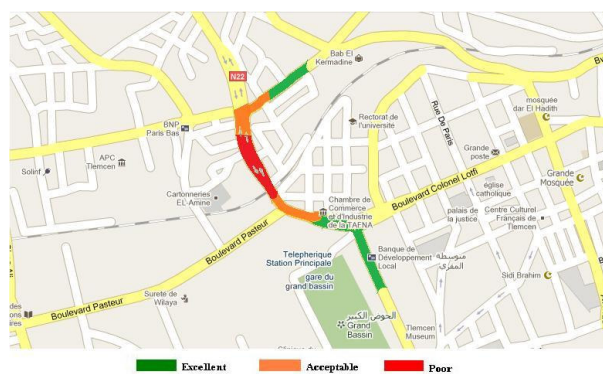 Bab El
Kermadine
N22
mosquée
dar El Hadith
BNP
Paris Bas
Rectorat de
l'université
Rue De Paris
Grande
poste
APC
Tlemcen
Solinf
Cartonneries
EL Amine
Chambre de
Commerce
et d'Industrie
de la TAFNA
Boulevard Colonel Lotfi
église
catholique
Grande
Mosquée
palais de
la justice
Centre Culturel
Français de
Tlemcen
Boulevard Pasteur
Telepherique
Station Principale
gare du
grand bassin
Banque de
Développement
Local
متوسطة
المقري
Sidi Brahim
Surete de
Wilaya
Boulevard Pasteur
الحوض الكبير
Grand
Bassin
Tlemcen
Museum
Excellent Acceptable Poor